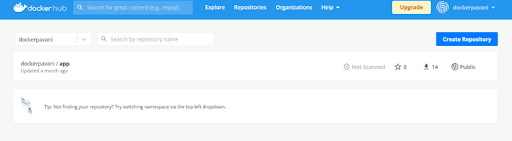 docker hub Search for great content (e.g., mysql) Explore Repositories Organizations Help Upgrade dockerpavani
dockerpavani Search by repository name Create Repository
dockerpavani / app Not Scanned 0 14 Public
Updated a month ago
Tip: Not finding your repository? Try switching namespace via the top left dropdown.